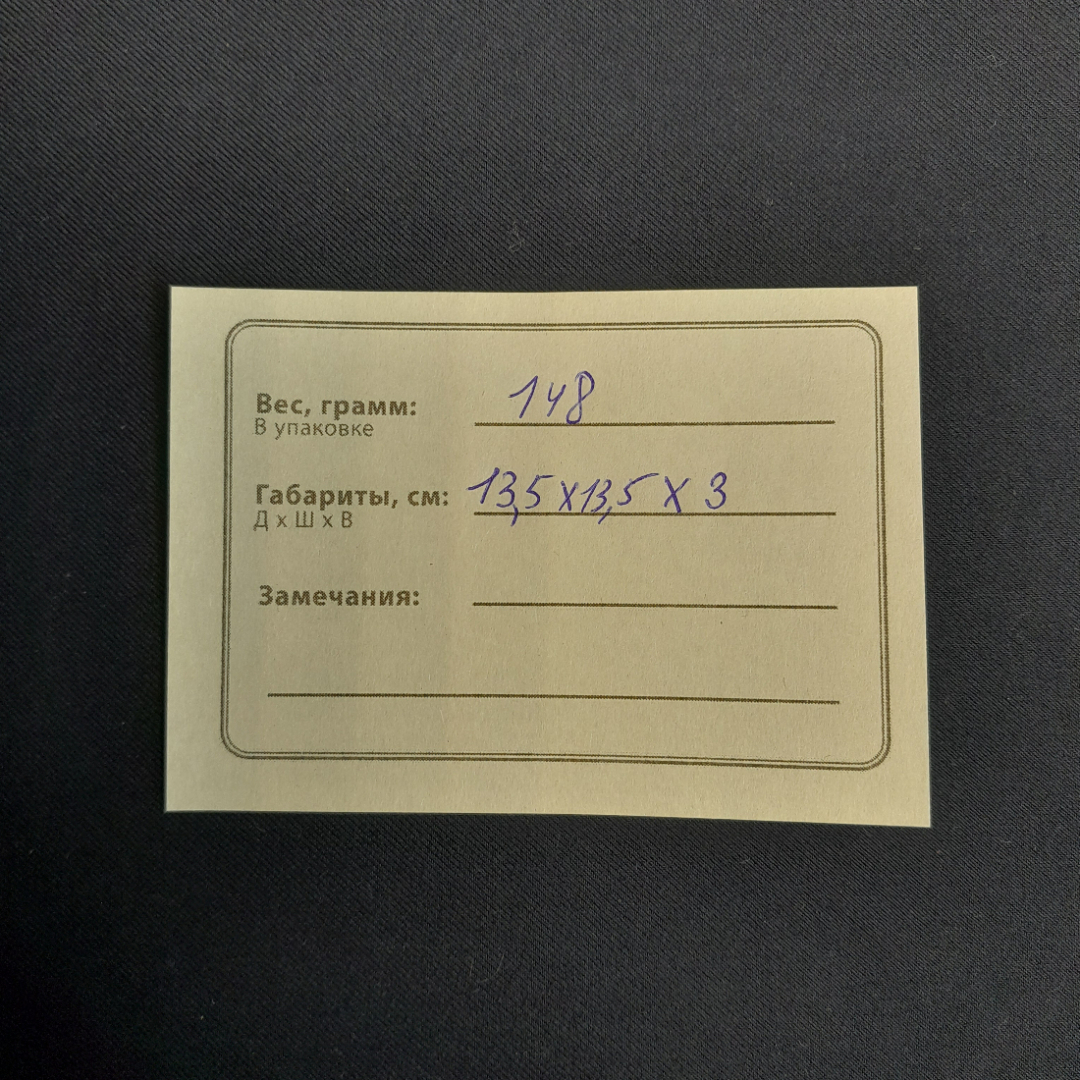 Вес, грамм: 148
В упаковке
Габариты, см: 13,5 x 13,5 x 3
Д х Ш х В
Замечания: